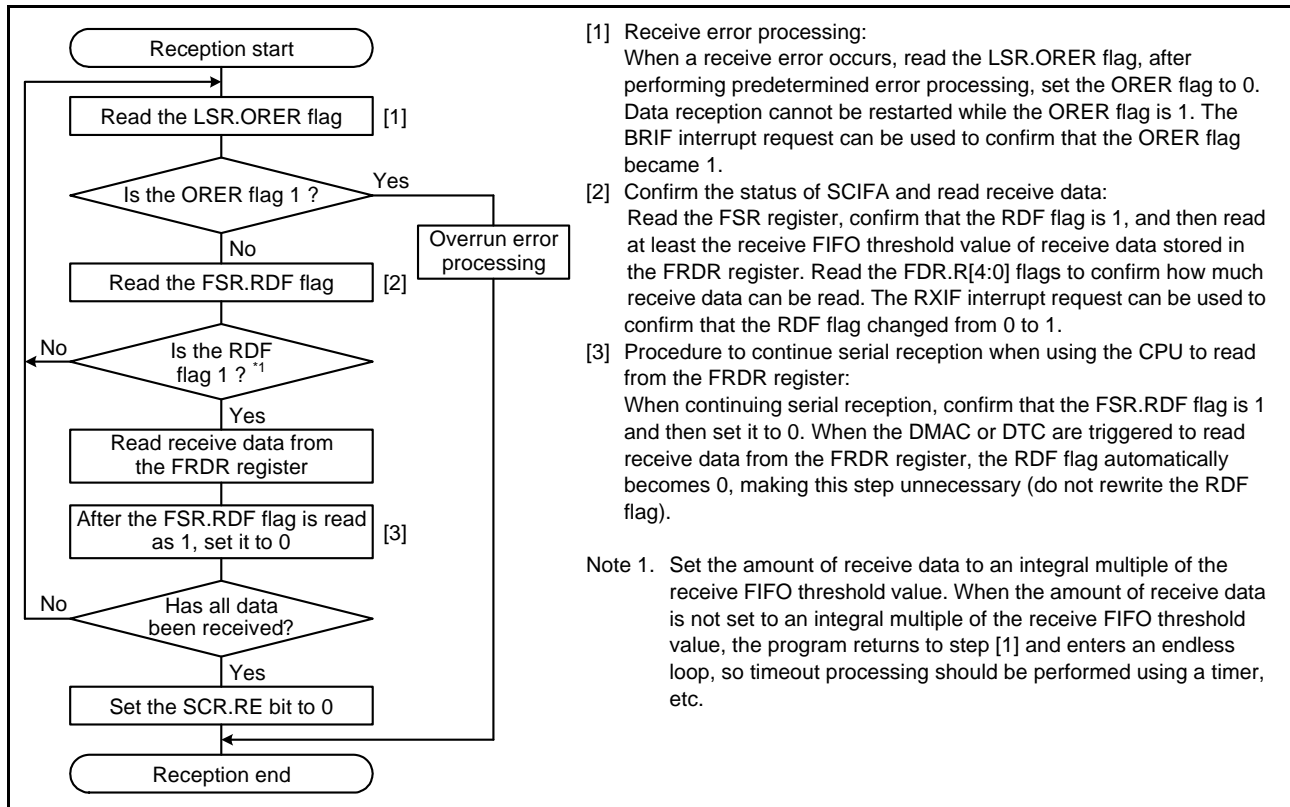 Reception start
Read the LSR.ORER flag [1]
Is the ORER flag 1 ?
Yes
No
Overrun error
processing
Read the FSR.RDF flag [2]
No
Is the RDF
flag 1 ? *1
Yes
Read receive data from
the FRDR register
After the FSR.RDF flag is read
as 1, set it to 0
[3]
No
Has all data
been received?
Yes
Set the SCR.RE bit to 0
Reception end
[1] Receive error processing:
When a receive error occurs, read the LSR.ORER flag, after
performing predetermined error processing, set the ORER flag to 0.
Data reception cannot be restarted while the ORER flag is 1. The
BRIF interrupt request can be used to confirm that the ORER flag
became 1.
[2] Confirm the status of SCIFA and read receive data:
Read the FSR register, confirm that the RDF flag is 1, and then read
at least the receive FIFO threshold value of receive data stored in
the FRDR register. Read the FDR.R[4:0] flags to confirm how much
receive data can be read. The RXIF interrupt request can be used to
confirm that the RDF flag changed from 0 to 1.
[3] Procedure to continue serial reception when using the CPU to read
from the FRDR register:
When continuing serial reception, confirm that the FSR.RDF flag is 1
and then set it to 0. When the DMAC or DTC are triggered to read
receive data from the FRDR register, the RDF flag automatically
becomes 0, making this step unnecessary (do not rewrite the RDF
flag).
Note 1. Set the amount of receive data to an integral multiple of the
receive FIFO threshold value. When the amount of receive data
is not set to an integral multiple of the receive FIFO threshold
value, the program returns to step [1] and enters an endless
loop, so timeout processing should be performed using a timer,
etc.